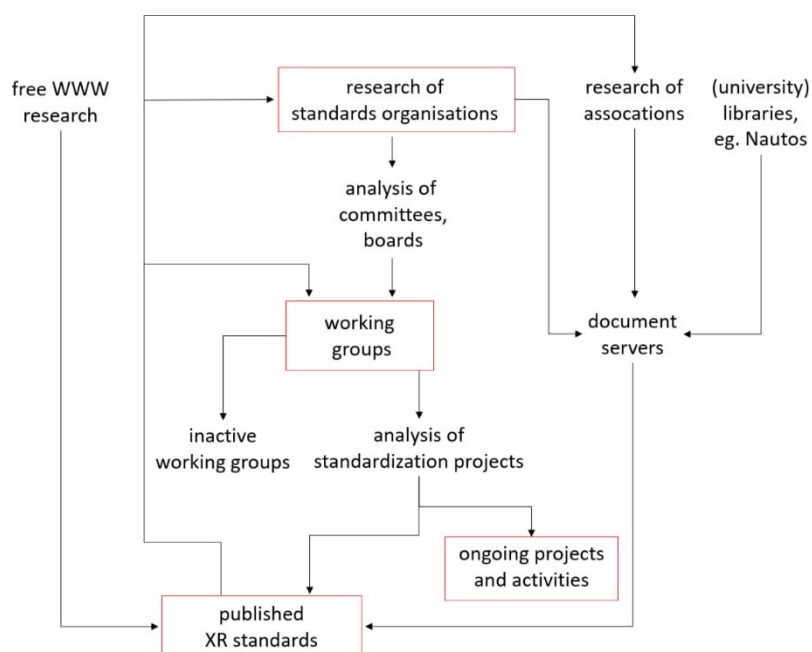 free WWW
research
research of
standards organisations
research of
assocations
(university)
libraries,
eg. Nautos
analysis of
committees,
boards
working
groups
document
servers
inactive
working groups
analysis of
standardization projects
ongoing projects
and activities
published
XR standards